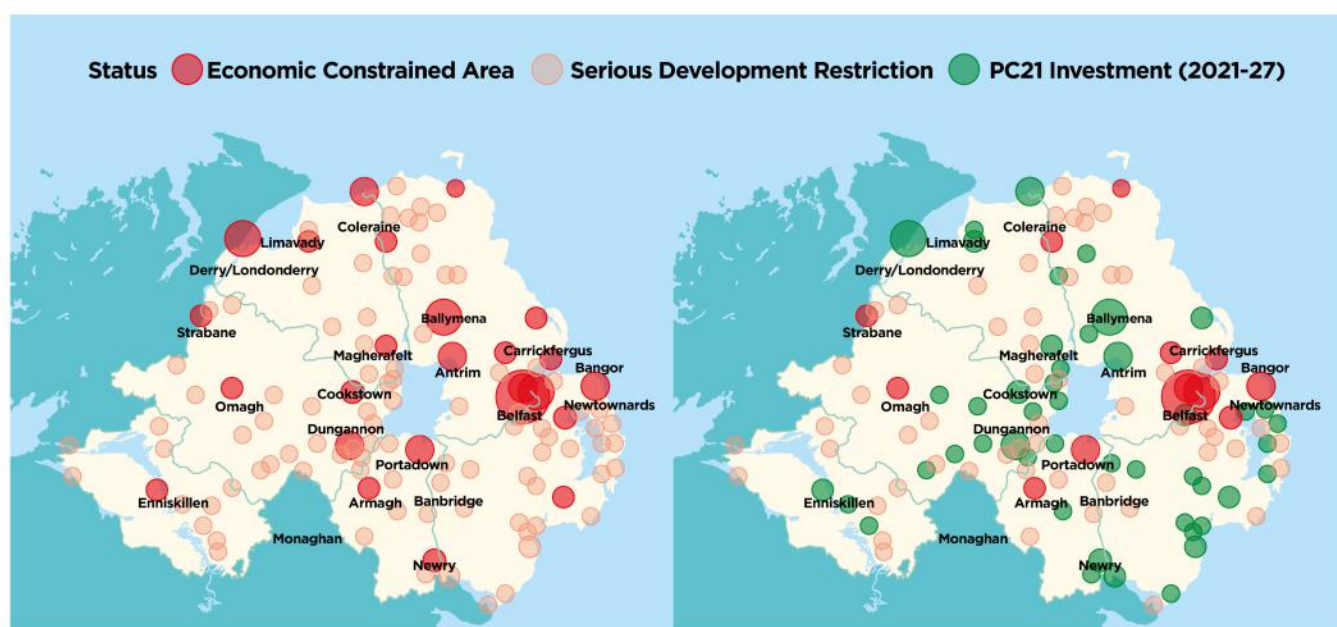 Status Economic Constrained Area Serious Development Restriction PC21 Investment (2021-27)
Coleraine
Limavady
Derry/Londonderry
Strabane
Ballymena
Magherafelt
Carrickfergus
Antrim
Bangor
Omagh
Cookstown
Newtownards
Belfast
Dungannon
Portadown
Enniskillen
Armagh
Banbridge
Monaghan
Newry
Coleraine
Limavady
Derry/Londonderry
Strabane
Ballymena
Magherafelt
Carrickfergus
Antrim
Bangor
Omagh
Cookstown
Newtownards
Belfast
Dungannon
Portadown
Enniskillen
Armagh
Banbridge
Monaghan
Newry